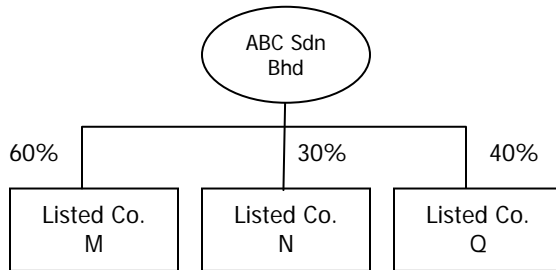 ABC Sdn
Bhd
60%
30%
40%
Listed Co.
M
Listed Co.
N
Listed Co.
Q